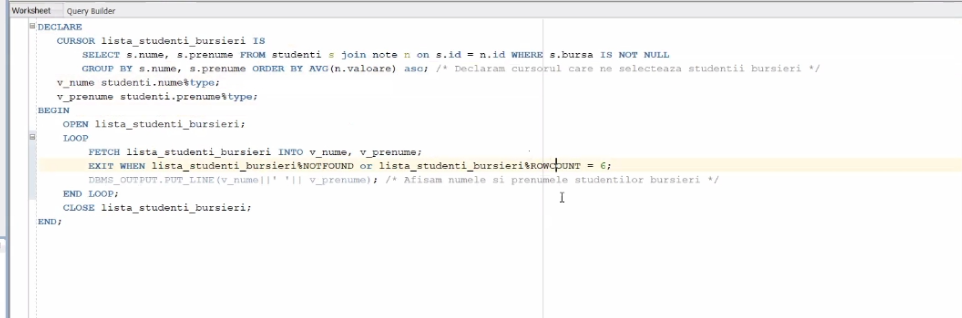 Worksheet Query Builder
DECLARE
CURSOR lista_studenti_bursieri IS
SELECT s.nume, s.prenume FROM studenti s join note n on s.id = n.id WHERE s.bursa IS NOT NULL
GROUP BY s.nume, s.prenume ORDER BY AVG(n.valoare) asc; /* Declaram cursorul care ne selecteaza studentii bursieri */
v_nume studenti.nume%type;
v_prenume studenti.prenume%type;
BEGIN
OPEN lista_studenti_bursieri;
LOOP
FETCH lista_studenti_bursieri INTO v_nume, v_prenume;
EXIT WHEN lista_studenti_bursieri%NOTFOUND or lista_studenti_bursieri%ROWCOUNT = 6;
DBMS_OUTPUT.PUT_LINE(v_nume||' '|| v_prenume); /* Afisam numele si prenumele studentilor bursieri */
END LOOP;
CLOSE lista_studenti_bursieri;
END;